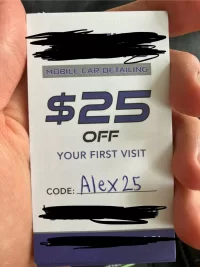 MOBILE CAR DETAILING
$25
OFF
YOUR FIRST VISIT
CODE: Alex25